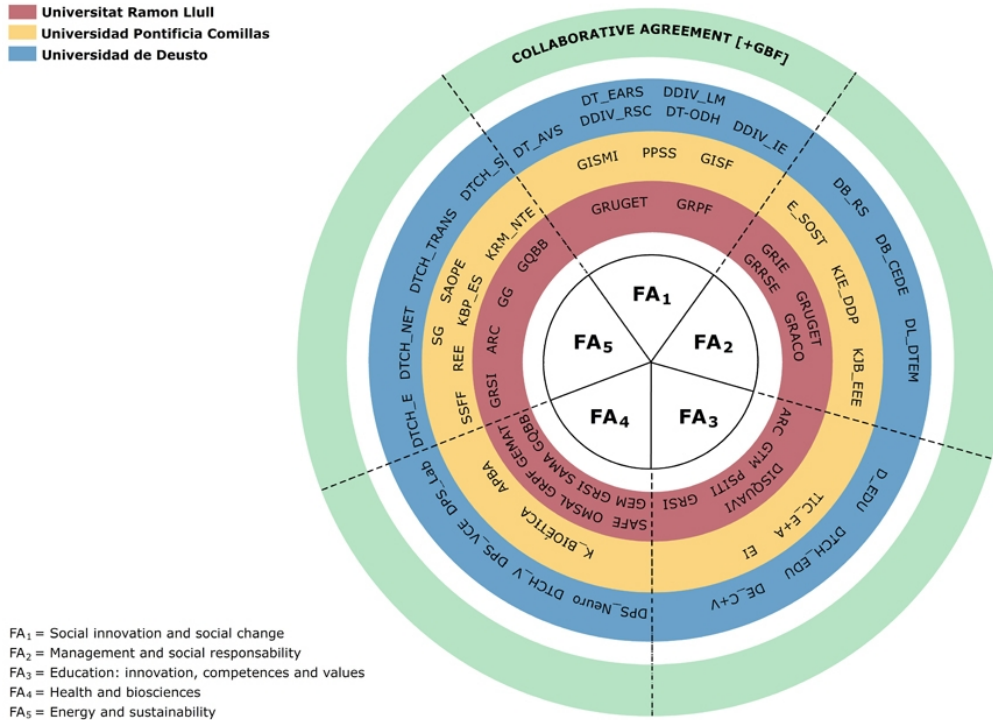 Universitat Ramon Llull
Universidad Pontificia Comillas
Universidad de Deusto
COLLABORATIVE AGREEMENT [+GBF]
DT_EARS
DDIV_LM
DT_AVS
DDIV_RSC
DT-ODH
DDIV_IE
GISMI
PPSS
GISF
GRUGET
GRPF
FA₁
DB_RS
DB_CEDE
DL_DTEM
E_SOST
KIE_DDP
KJB_EEE
GRIE
GRRSE
GRUGET
GRACO
FA₂
D_EDU
DTCH_EDU
DE_C+V
TIC_E+A
EI
ARC
GTM
PSITI
DISQUAVI
GRSI
FA₃
DPS_Neuro
DTCH_V
DPS_VCE
DPS_Lab
K_BIOÉTICA
APBA
SAFE
OMSAL
GRPF
GEMAT
GEM
GRSI
SAMA
GQBB
FA₄
DTCH_E
DTCH_NET
DTCH_TRANS
DTCH_S
SSFF
REE
KBP_ES
KRM_NTE
SG
SAOPE
GRSI
ARC
GG
GQBB
FA₅
FA₁ = Social innovation and social change
FA₂ = Management and social responsability
FA₃ = Education: innovation, competences and values
FA₄ = Health and biosciences
FA₅ = Energy and sustainability